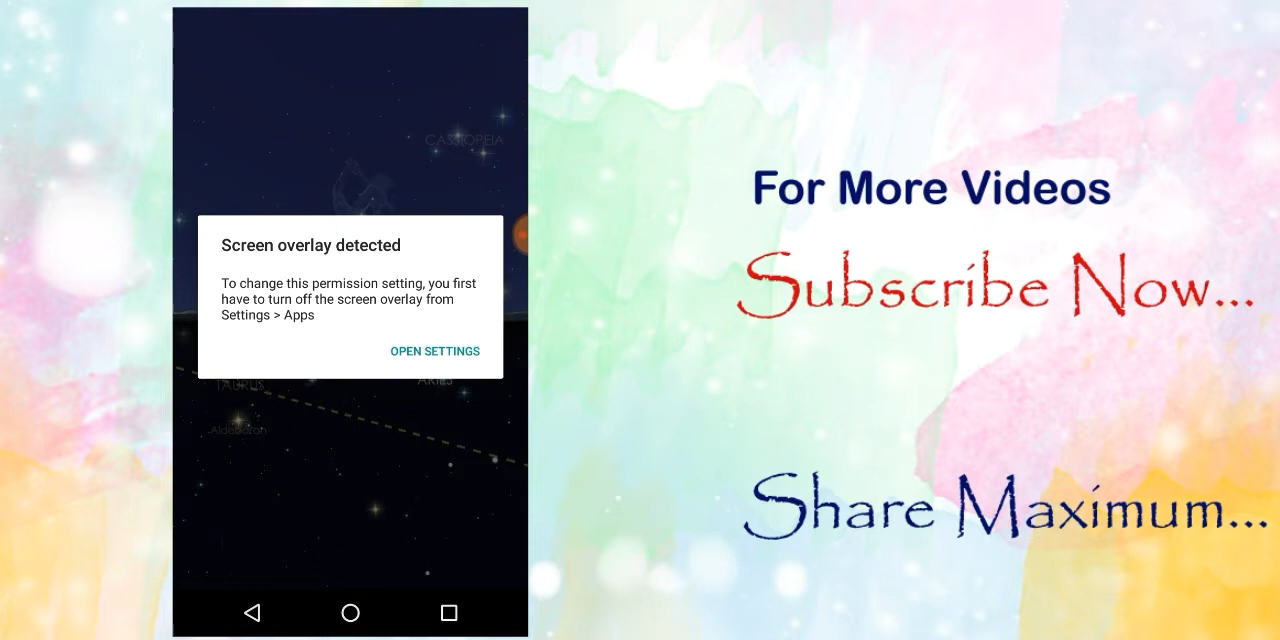 CASSIOPEIA
Screen overlay detected
To change this permission setting, you first
have to turn off the screen overlay from
Settings > Apps
OPEN SETTINGS
TAURUS
ARIES
Aldebaran
For More Videos
Subscribe Now...
Share Maximum...